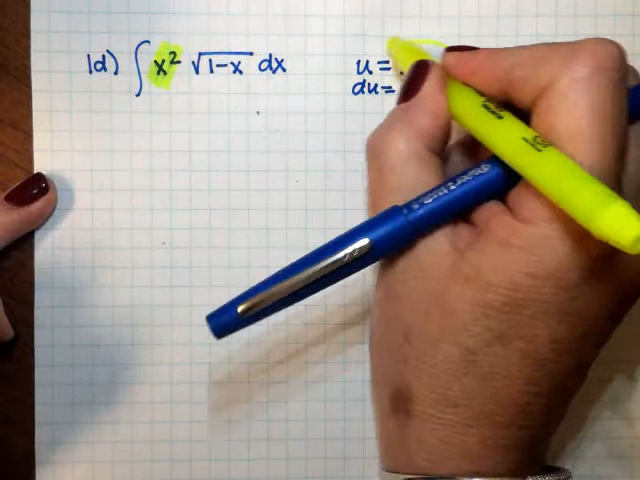 1d) ∫ x² √1-x dx
u =
du =